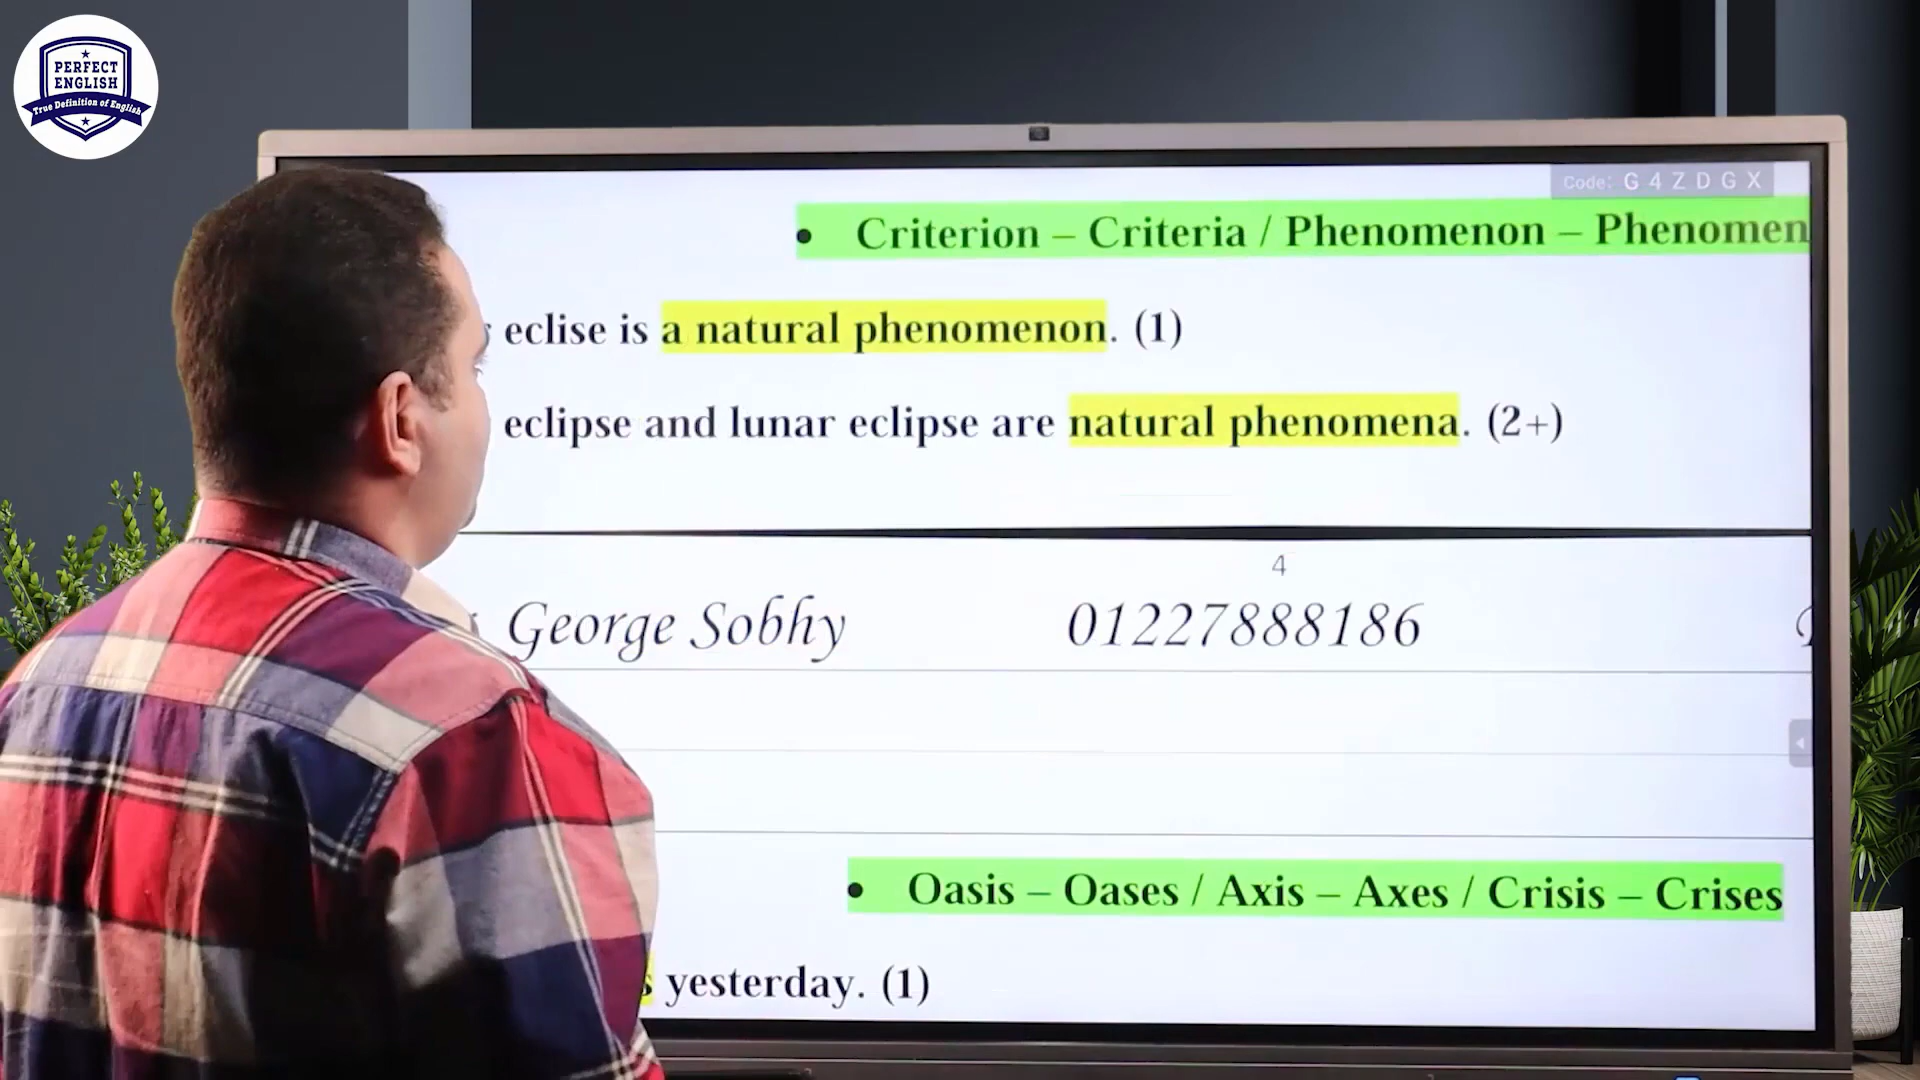 PERFECT
ENGLISH
True Definition of English
Code: G 4 Z D G X
• Criterion – Criteria / Phenomenon – Phenomen
eclise is a natural phenomenon. (1)
eclipse and lunar eclipse are natural phenomena. (2+)
4
George Sobhy 01227888186
• Oasis – Oases / Axis – Axes / Crisis – Crises
s yesterday. (1)